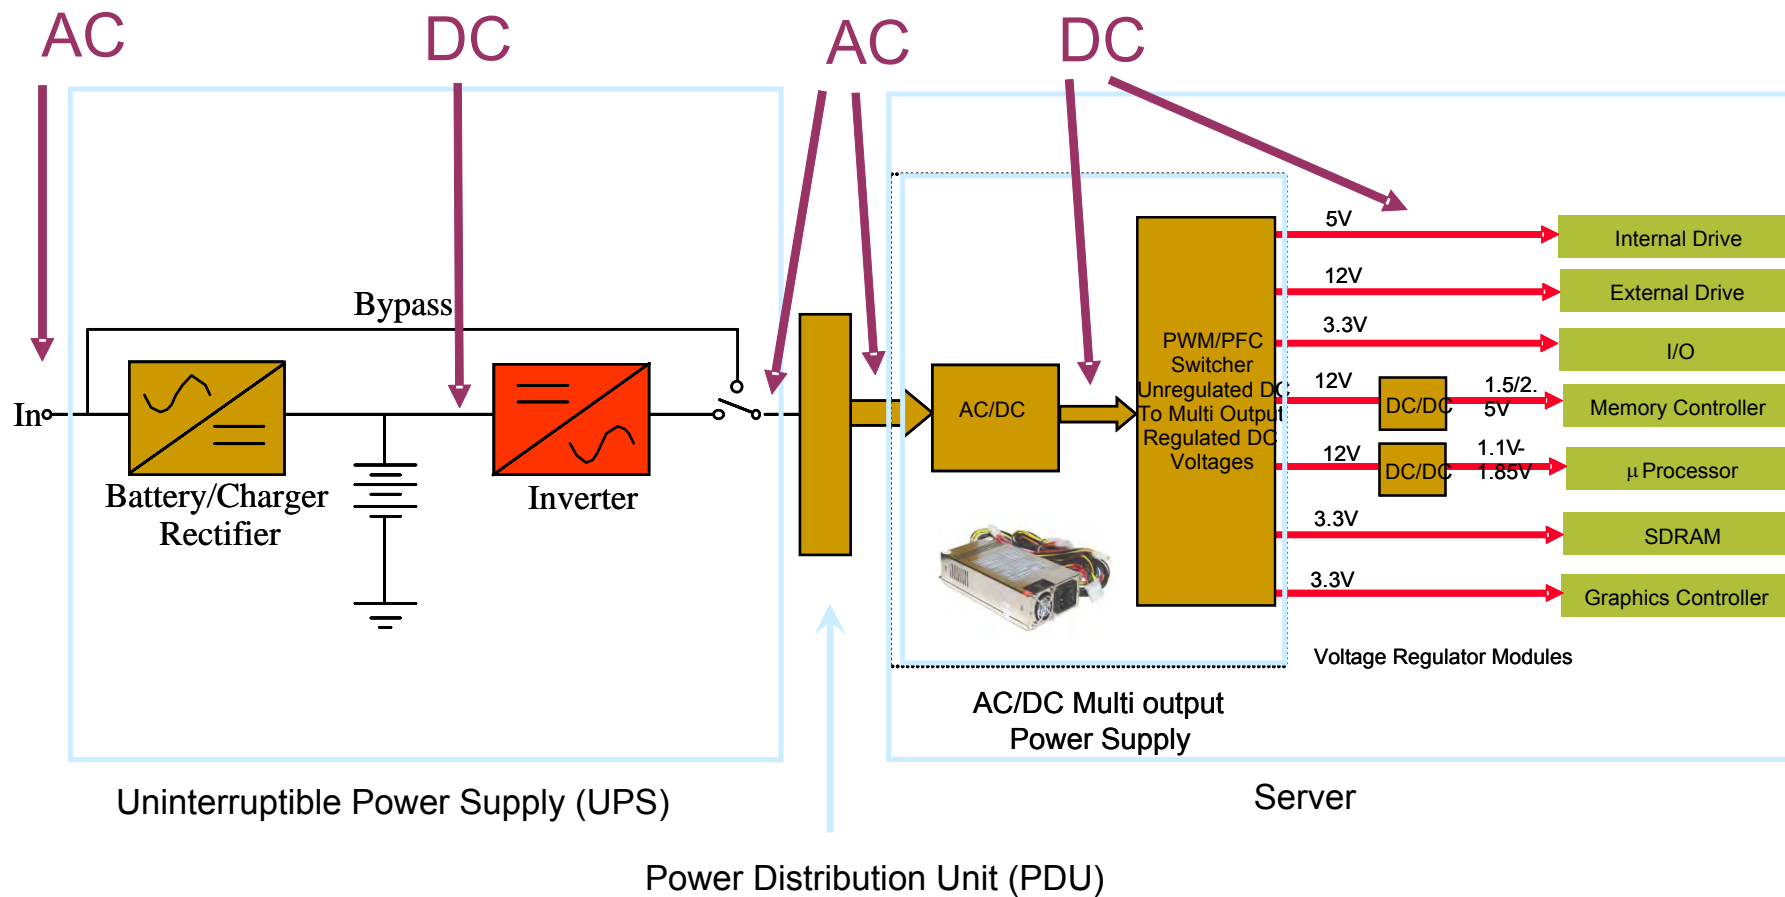 AC
DC
AC
DC
Bypass
In
Battery/Charger
Rectifier
Inverter
AC/DC
PWM/PFC
Switcher
Unregulated DC
To Multi Output
Regulated DC
Voltages
5V
Internal Drive
12V
External Drive
3.3V
I/O
12V
DC/DC
1.5/2.
5V
Memory Controller
12V
DC/DC
1.1V-
1.85V
μ Processor
3.3V
SDRAM
3.3V
Graphics Controller
Voltage Regulator Modules
AC/DC Multi output
Power Supply
Uninterruptible Power Supply (UPS)
Server
Power Distribution Unit (PDU)